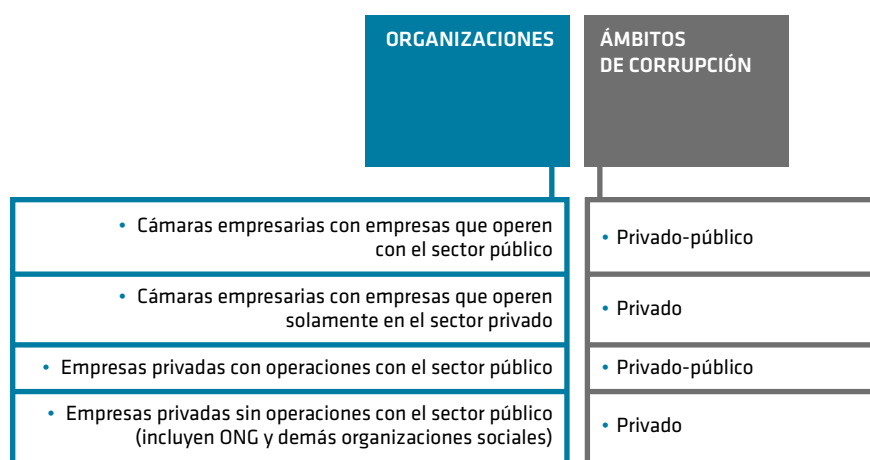 ORGANIZACIONES
ÁMBITOS
DE CORRUPCIÓN
• Cámaras empresarias con empresas que operen
con el sector público
• Privado-público
• Cámaras empresarias con empresas que operen
solamente en el sector privado
• Privado
• Empresas privadas con operaciones con el sector público
• Privado-público
• Empresas privadas sin operaciones con el sector público
(incluyen ONG y demás organizaciones sociales)
• Privado